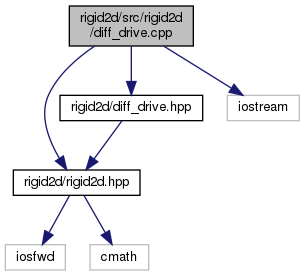 rigid2d/src/rigid2d
/diff_drive.cpp
rigid2d/diff_drive.hpp
iostream
rigid2d/rigid2d.hpp
iosfwd
cmath